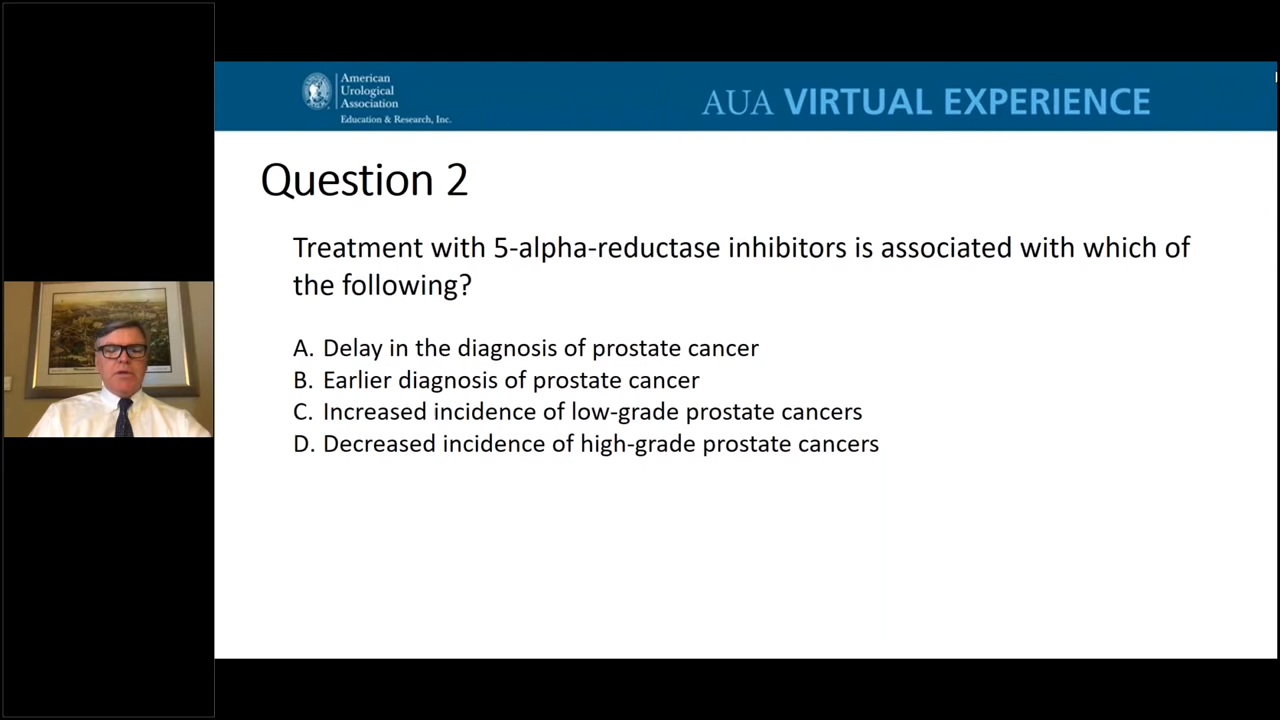 American
Urological
Association
Education & Research, Inc.
AUA VIRTUAL EXPERIENCE
Question 2
Treatment with 5-alpha-reductase inhibitors is associated with which of
the following?
A. Delay in the diagnosis of prostate cancer
B. Earlier diagnosis of prostate cancer
C. Increased incidence of low-grade prostate cancers
D. Decreased incidence of high-grade prostate cancers